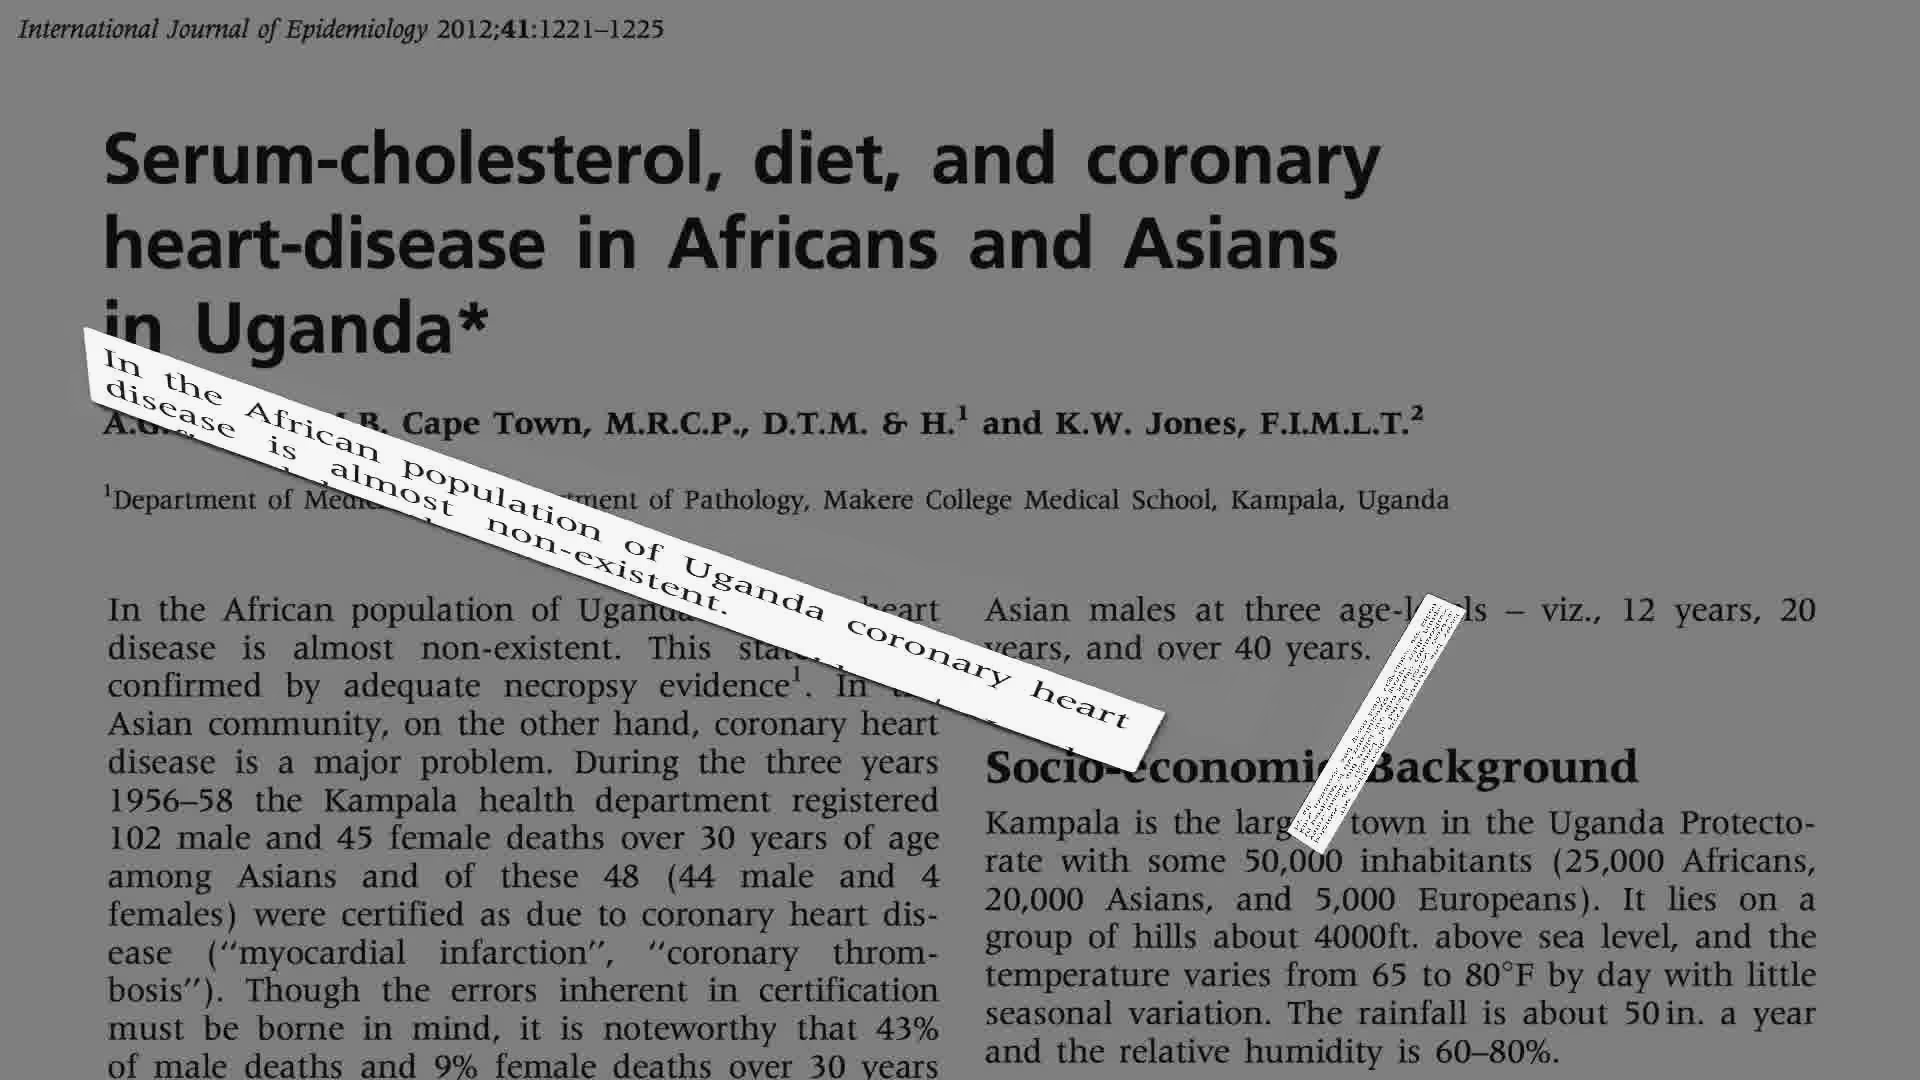 International Journal of Epidemiology 2012;41:1221–1225
Serum-cholesterol, diet, and coronary
heart-disease in Africans and Asians
in Uganda*
In the African population of Uganda coronary heart
disease is almost non-existent.
B. Cape Town, M.R.C.P., D.T.M. & H.1 and K.W. Jones, F.I.M.L.T.2
1Department of of Pathology, Makere College Medical School, Kampala, Uganda
In the African population of Uganda heart
disease is almost non-existent. This
confirmed by adequate necropsy evidence1. In
Asian community, on the other hand, coronary heart
disease is a major problem. During the three years
1956–58 the Kampala health department registered
102 male and 45 female deaths over 30 years of age
among Asians and of these 48 (44 male and 4
females) were certified as due to coronary heart dis-
ease (‘‘myocardial infarction’’, ‘‘coronary throm-
bosis’’). Though the errors inherent in certification
must be borne in mind, it is noteworthy that 43%
of male deaths and 9% female deaths over 30 years
Asian males at three age-levels – viz., 12 years, 20
years, and over 40 years.
Socio-economic Background
Kampala is the largest town in the Uganda Protecto-
rate with some 50,000 inhabitants (25,000 Africans,
20,000 Asians, and 5,000 Europeans). It lies on a
group of hills about 4000ft. above sea level, and the
temperature varies from 65 to 80°F by day with little
seasonal variation. The rainfall is about 50 in. a year
and the relative humidity is 60–80%.